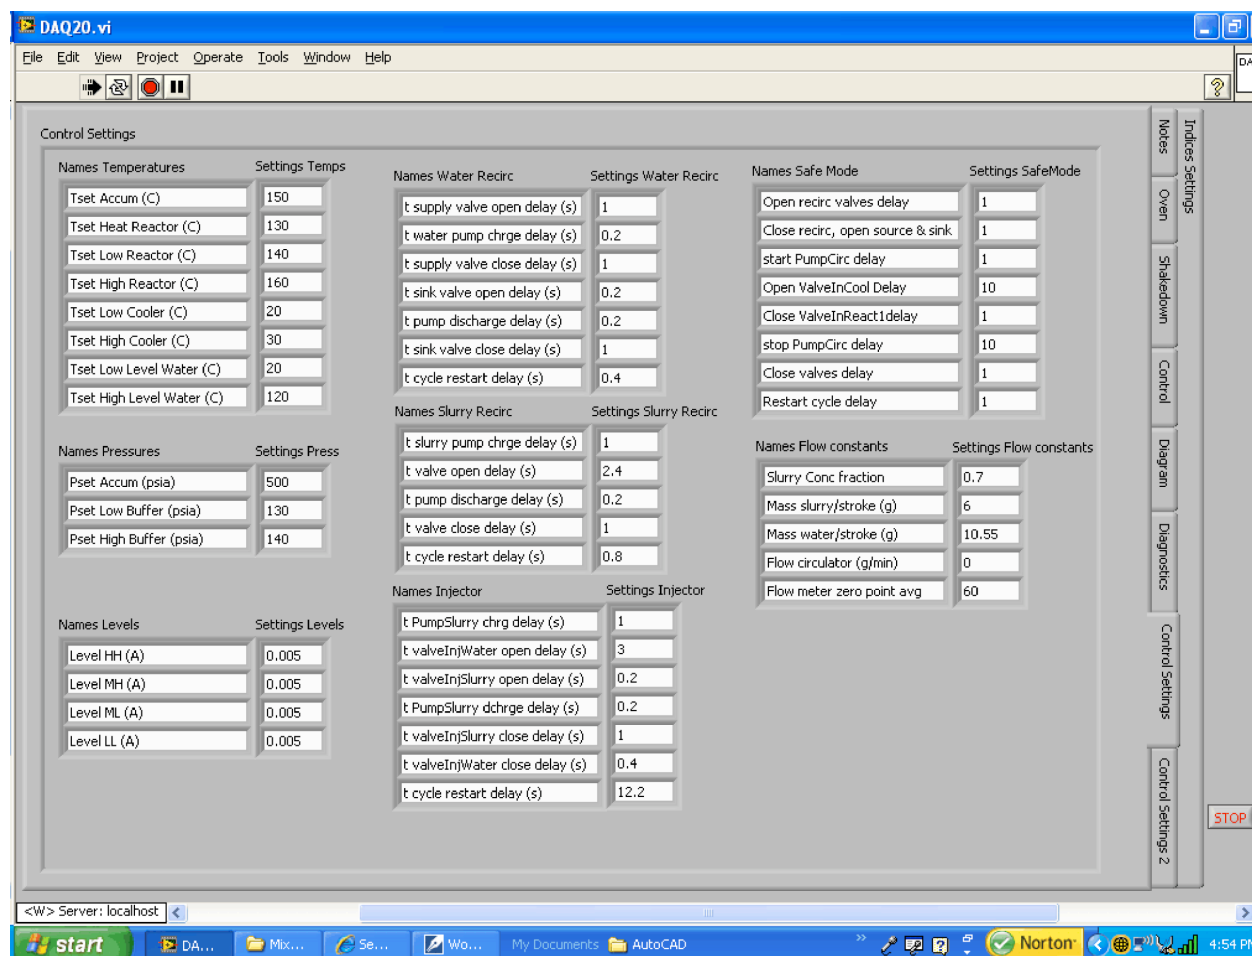 DAQ20.vi
File Edit View Project Operate Tools Window Help
?
Control Settings
Names Temperatures Settings Temps
Tset Accum (C) 150
Tset Heat Reactor (C) 130
Tset Low Reactor (C) 140
Tset High Reactor (C) 160
Tset Low Cooler (C) 20
Tset High Cooler (C) 30
Tset Low Level Water (C) 20
Tset High Level Water (C) 120
Names Pressures Settings Press
Pset Accum (psia) 500
Pset Low Buffer (psia) 130
Pset High Buffer (psia) 140
Names Levels Settings Levels
Level HH (A) 0.005
Level MH (A) 0.005
Level ML (A) 0.005
Level LL (A) 0.005
Names Water Recirc Settings Water Recirc
t supply valve open delay (s) 1
t water pump chrge delay (s) 0.2
t supply valve close delay (s) 1
t sink valve open delay (s) 0.2
t pump discharge delay (s) 0.2
t sink valve close delay (s) 1
t cycle restart delay (s) 0.4
Names Slurry Recirc Settings Slurry Recirc
t slurry pump chrge delay (s) 1
t valve open delay (s) 2.4
t pump discharge delay (s) 0.2
t valve close delay (s) 1
t cycle restart delay (s) 0.8
Names Injector Settings Injector
t PumpSlurry chrg delay (s) 1
t valveInjWater open delay (s) 3
t valveInjSlurry open delay (s) 0.2
t PumpSlurry dchrge delay (s) 0.2
t valveInjSlurry close delay (s) 1
t valveInjWater close delay (s) 0.4
t cycle restart delay (s) 12.2
Names Safe Mode Settings SafeMode
Open recirc valves delay 1
Close recirc, open source & sink 1
start PumpCirc delay 1
Open ValveInCool Delay 10
Close ValveInReact1delay 1
stop PumpCirc delay 10
Close valves delay 1
Restart cycle delay 1
Names Flow constants Settings Flow constants
Slurry Conc fraction 0.7
Mass slurry/stroke (g) 6
Mass water/stroke (g) 10.55
Flow circulator (g/min) 0
Flow meter zero point avg 60
Notes
Oven
Shakedown
Control
Diagram
Diagnostics
Control Settings
Control Settings 2
Indices Settings
DA
STOP
<W> Server: localhost
start DA... Mix... Se... Wo... My Documents AutoCAD » ? Norton 4:54 PM